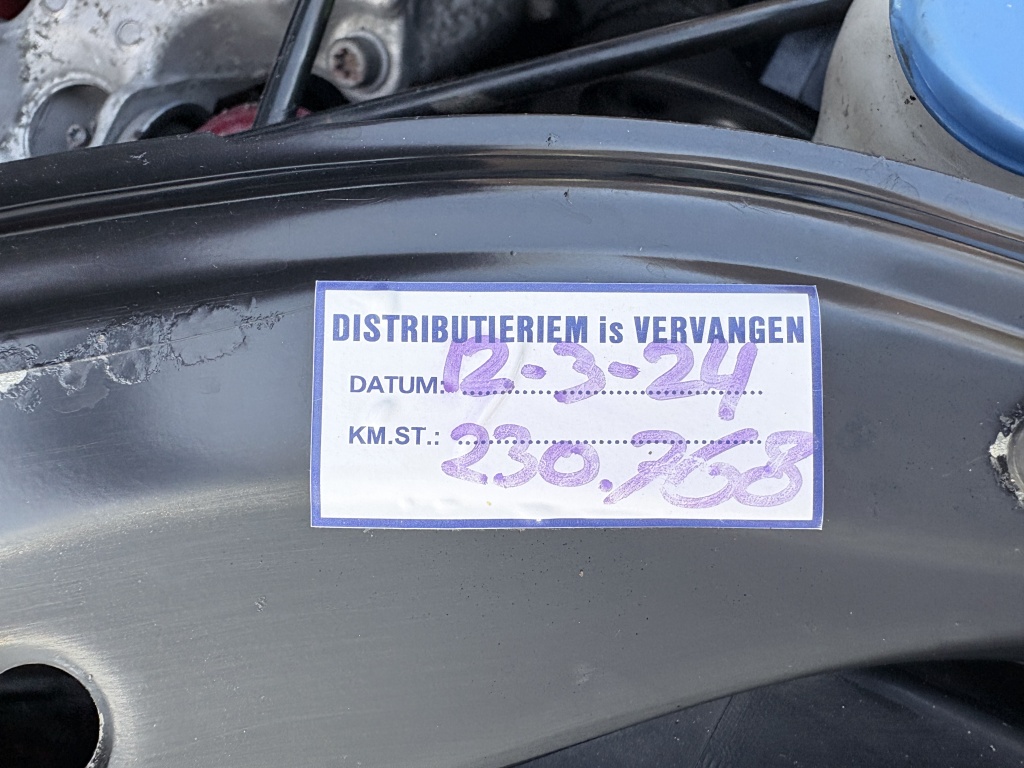 DISTRIBUTIERIEM is VERVANGEN
DATUM: 12-3-24
KM.ST.: 230.768